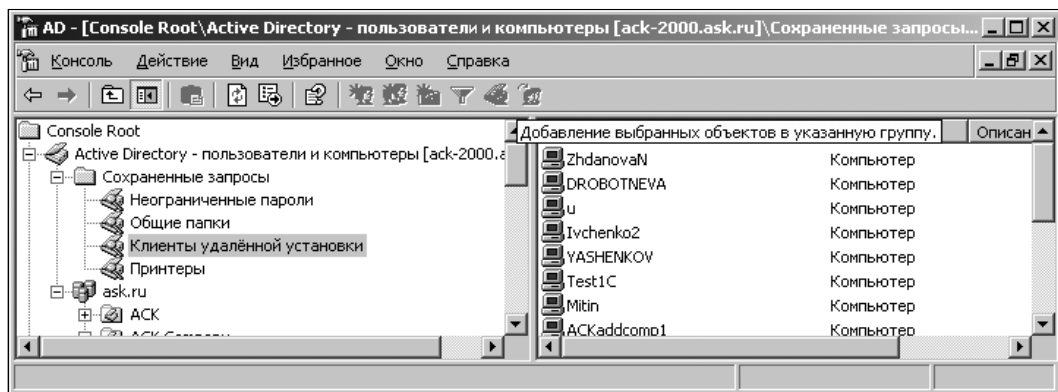 AD - [Console Root\Active Directory - пользователи и компьютеры [ack-2000.ask.ru]\Сохраненные запросы...
Консоль Действие Вид Избранное Окно Справка
Console Root
Active Directory - пользователи и компьютеры [ack-2000.a
Сохраненные запросы
Неограниченные пароли
Общие папки
Клиенты удалённой установки
Принтеры
ask.ru
ACK
Добавление выбранных объектов в указанную группу. Описан
ZhdanovaN Компьютер
DROBOTNEVA Компьютер
u Компьютер
Ivchenko2 Компьютер
YASHENKOV Компьютер
Test1C Компьютер
Mitin Компьютер
ACKaddcomp1 Компьютер